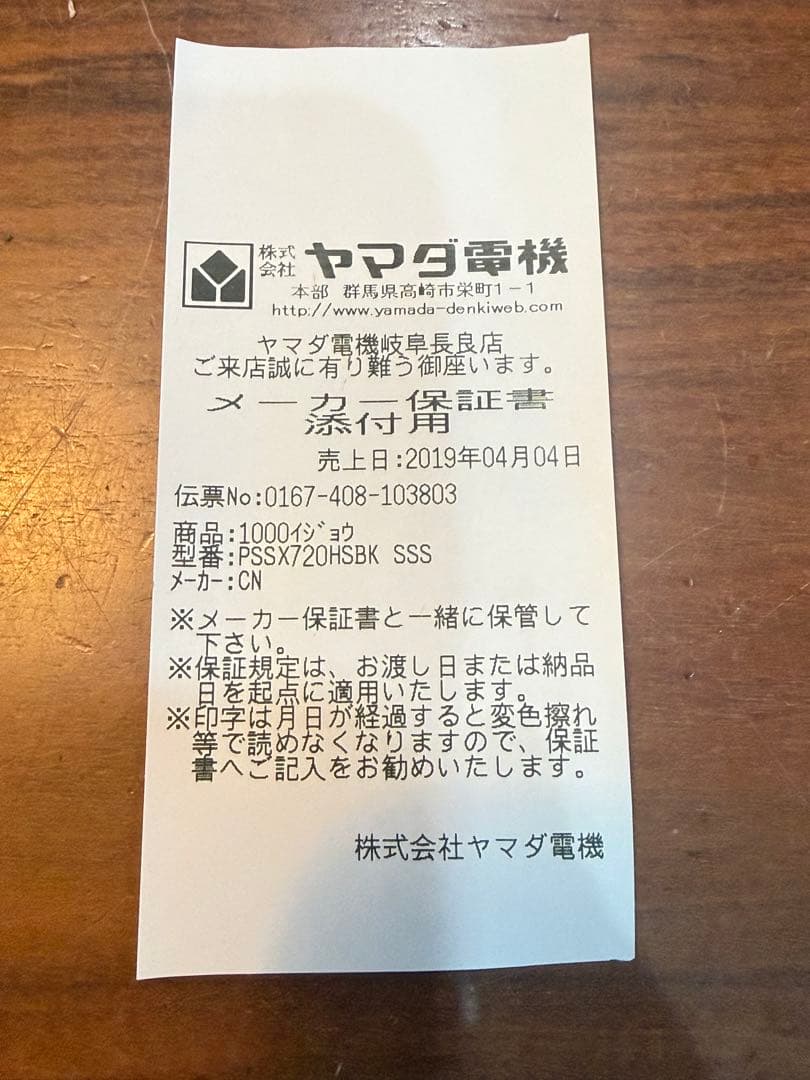 株式会社 ヤマダ電機
本部 群馬県高崎市栄町1-1
http://www.yamada-denkiweb.com
ヤマダ電機岐阜長良店
ご来店誠に有り難う御座います。
メーカー保証書
添付用
売上日:2019年04月04日
伝票No:0167-408-103803
商品:1000ｲｼﾞｮｳ
型番:PSSX720HSBK SSS
ﾒｰｶｰ:CN
※メーカー保証書と一緒に保管して
下さい。
※保証規定は、お渡し日または納品
日を起点に適用いたします。
※印字は月日が経過すると変色擦れ
等で読めなくなりますので、保証
書へご記入をお勧めいたします。
株式会社ヤマダ電機